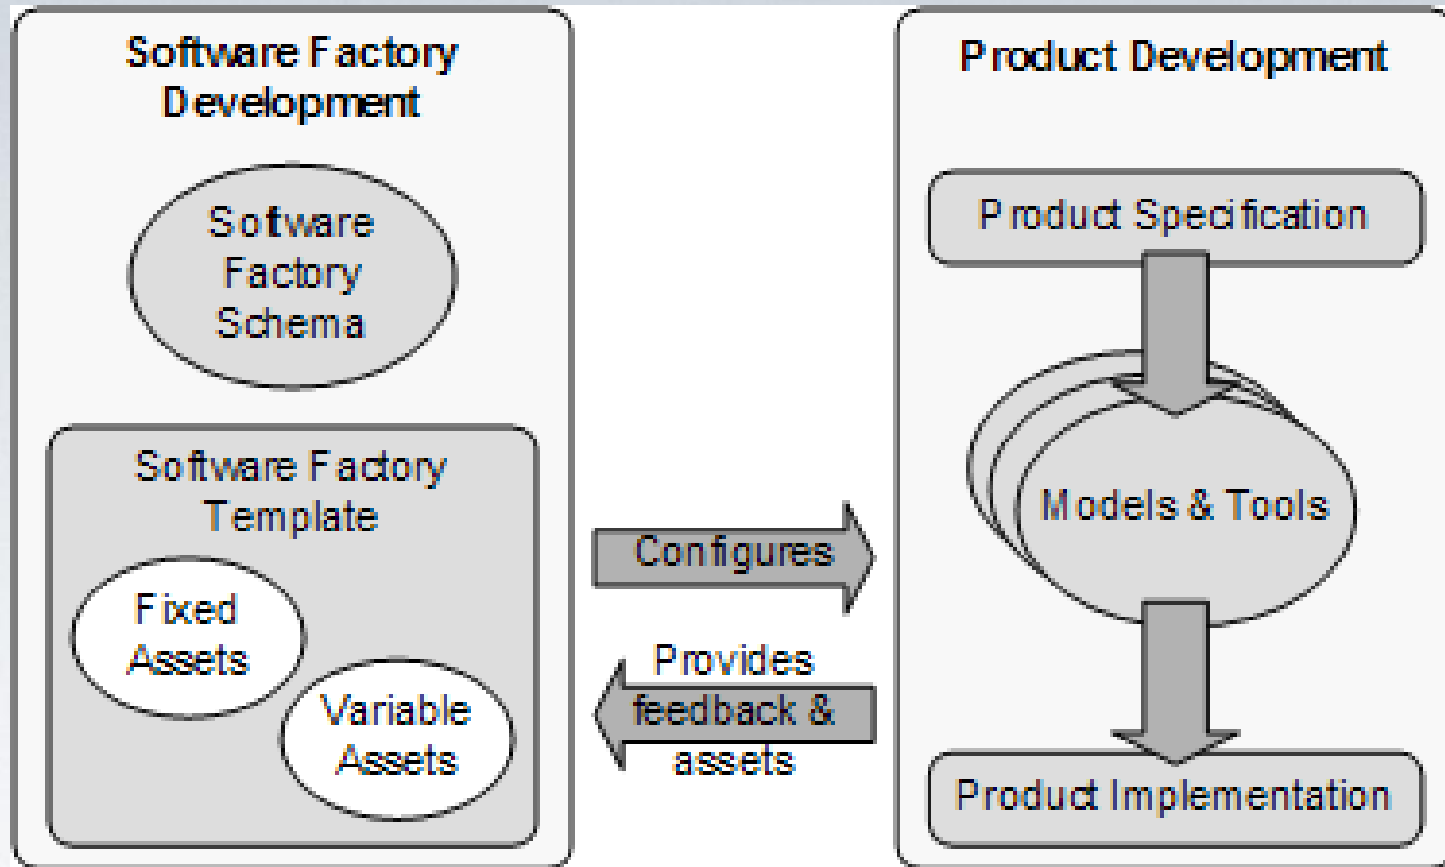 Software Factory
Development
Software
Factory
Schema
Software Factory
Template
Fixed
Assets
Variable
Assets
Configures
Provides
feedback &
assets
Product Development
Product Specification
Models & Tools
Product Implementation